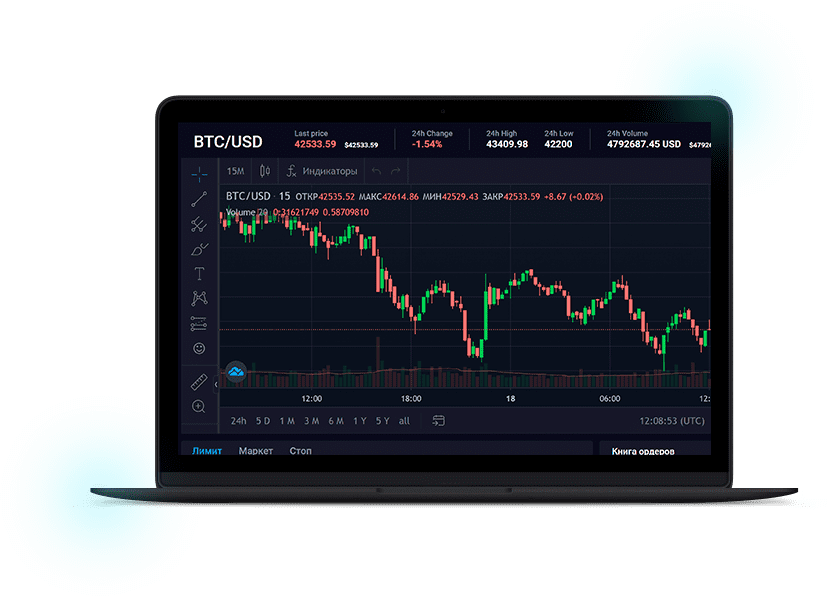 BTC/USD
Last price
42533.59 $42533.59
24h Change
-1.54%
24h High
43409.98
24h Low
42200
24h Volume
4792687.45 USD $4792
15M Индикаторы
BTC/USD · 15 ОТКР42535.52 МАКС42614.86 МИН42529.43 ЗАКР42533.59 +8.67 (+0.02%)
Volume 20 0.31621749 0.58709810
12:00 18:00 18 06:00 12:
24h 5D 1M 3M 6M 1Y 5Y all 12:08:53 (UTC)
Лимит Маркет Стоп
Книга ордеров